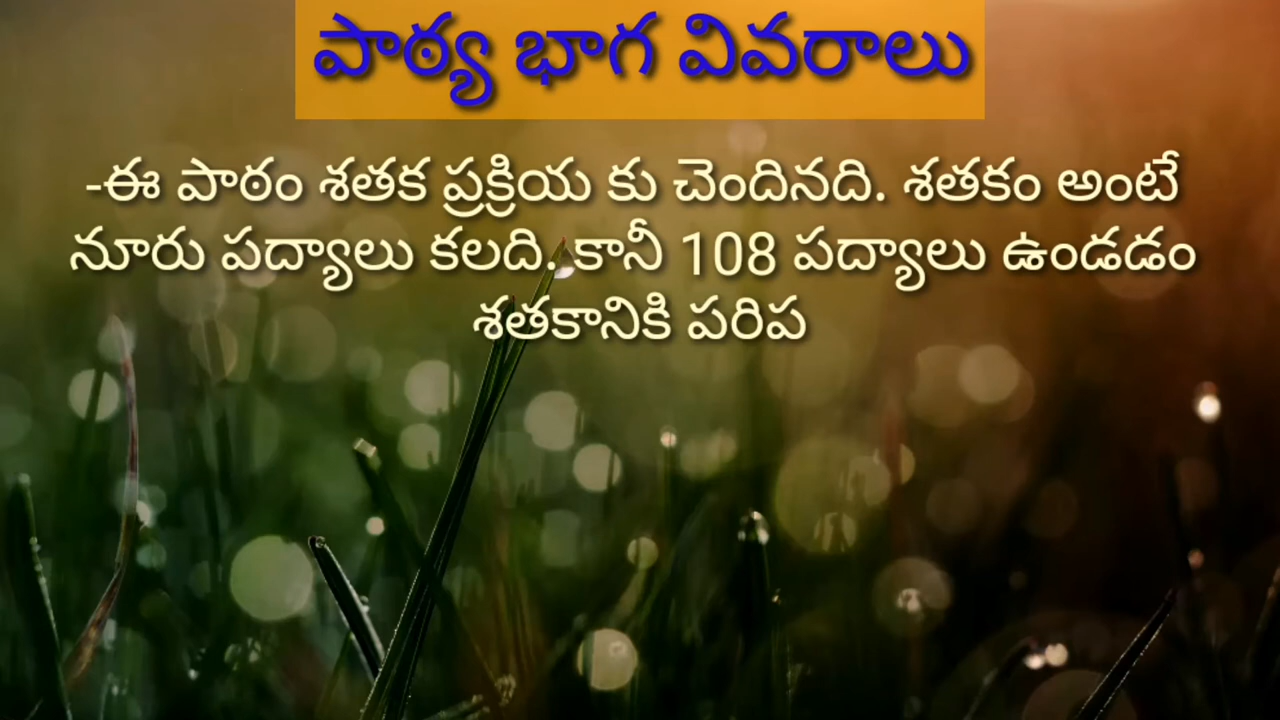 పాఠ్య భాగ వివరాలు
-ఈ పాఠం శతక ప్రక్రియ కు చెందినది. శతకం అంటే
నూరు పద్యాలు కలది. కానీ 108 పద్యాలు ఉండడం
శతకానికి పరిప